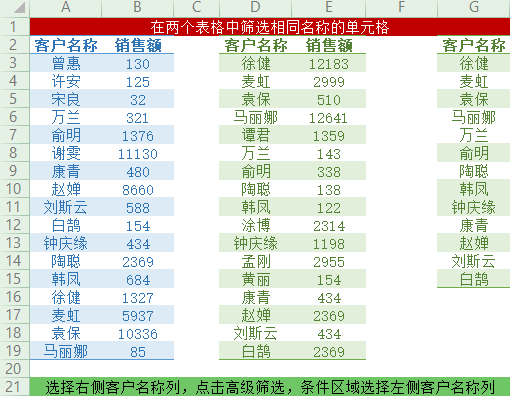 A B C D E F G
1 在两个表格中筛选相同名称的单元格
2 客户名称 销售额 客户名称 销售额 客户名称
3 曾惠 130 徐健 12183 徐健
4 许安 125 麦虹 2999 麦虹
5 宋良 32 袁保 510 袁保
6 万兰 321 马丽娜 12641 马丽娜
7 俞明 1376 谭君 1359 万兰
8 谢雯 11130 万兰 143 俞明
9 康青 480 俞明 338 陶聪
10 赵婵 8660 陶聪 138 韩凤
11 刘斯云 588 韩凤 122 钟庆缘
12 白鹄 154 涂博 2314 康青
13 钟庆缘 434 钟庆缘 1198 赵婵
14 陶聪 2369 孟刚 2955 刘斯云
15 韩凤 684 黄丽 154 白鹄
16 徐健 1327 康青 434
17 麦虹 5937 赵婵 2369
18 袁保 10336 刘斯云 434
19 马丽娜 85 白鹄 2369
20
21 选择右侧客户名称列，点击高级筛选，条件区域选择左侧客户名称列